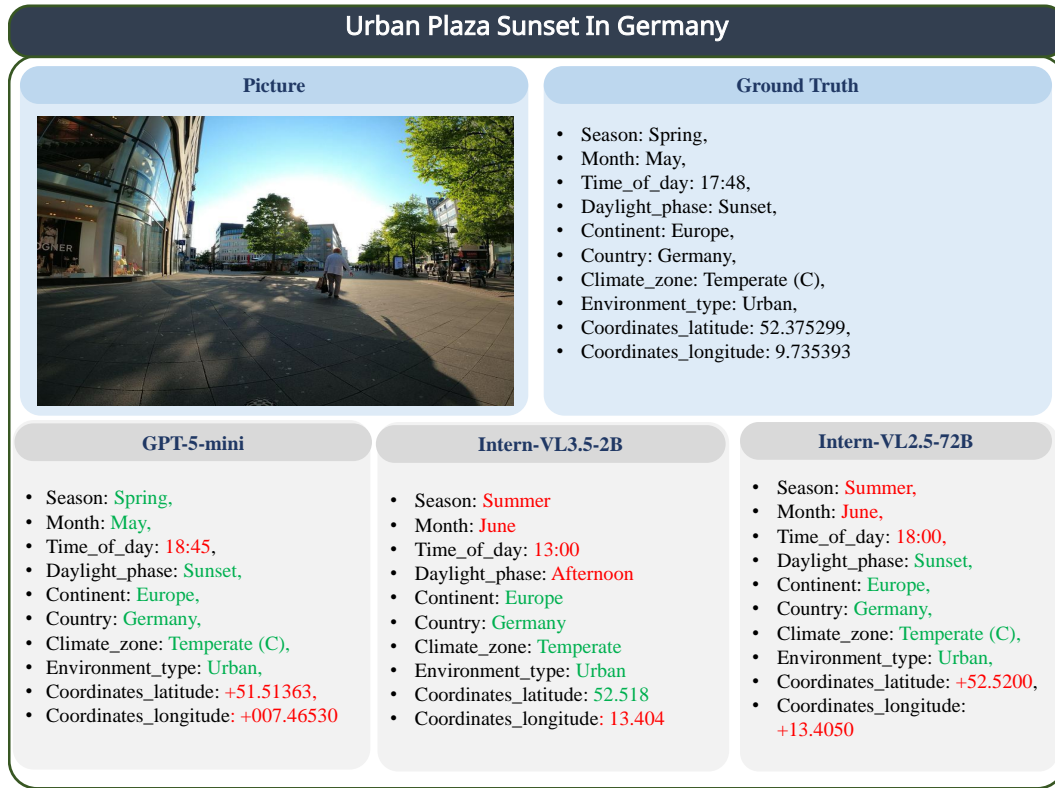 Urban Plaza Sunset In Germany
Picture
OGNER
Ground Truth
• Season: Spring,
• Month: May,
• Time_of_day: 17:48,
• Daylight_phase: Sunset,
• Continent: Europe,
• Country: Germany,
• Climate_zone: Temperate (C),
• Environment_type: Urban,
• Coordinates_latitude: 52.375299,
• Coordinates_longitude: 9.735393
GPT-5-mini
• Season: Spring,
• Month: May,
• Time_of_day: 18:45,
• Daylight_phase: Sunset,
• Continent: Europe,
• Country: Germany,
• Climate_zone: Temperate (C),
• Environment_type: Urban,
• Coordinates_latitude: +51.51363,
• Coordinates_longitude: +007.46530
Intern-VL3.5-2B
• Season: Summer
• Month: June
• Time_of_day: 13:00
• Daylight_phase: Afternoon
• Continent: Europe
• Country: Germany
• Climate_zone: Temperate
• Environment_type: Urban
• Coordinates_latitude: 52.518
• Coordinates_longitude: 13.404
Intern-VL2.5-72B
• Season: Summer,
• Month: June,
• Time_of_day: 18:00,
• Daylight_phase: Sunset,
• Continent: Europe,
• Country: Germany,
• Climate_zone: Temperate (C),
• Environment_type: Urban,
• Coordinates_latitude: +52.5200,
• Coordinates_longitude:
+13.4050